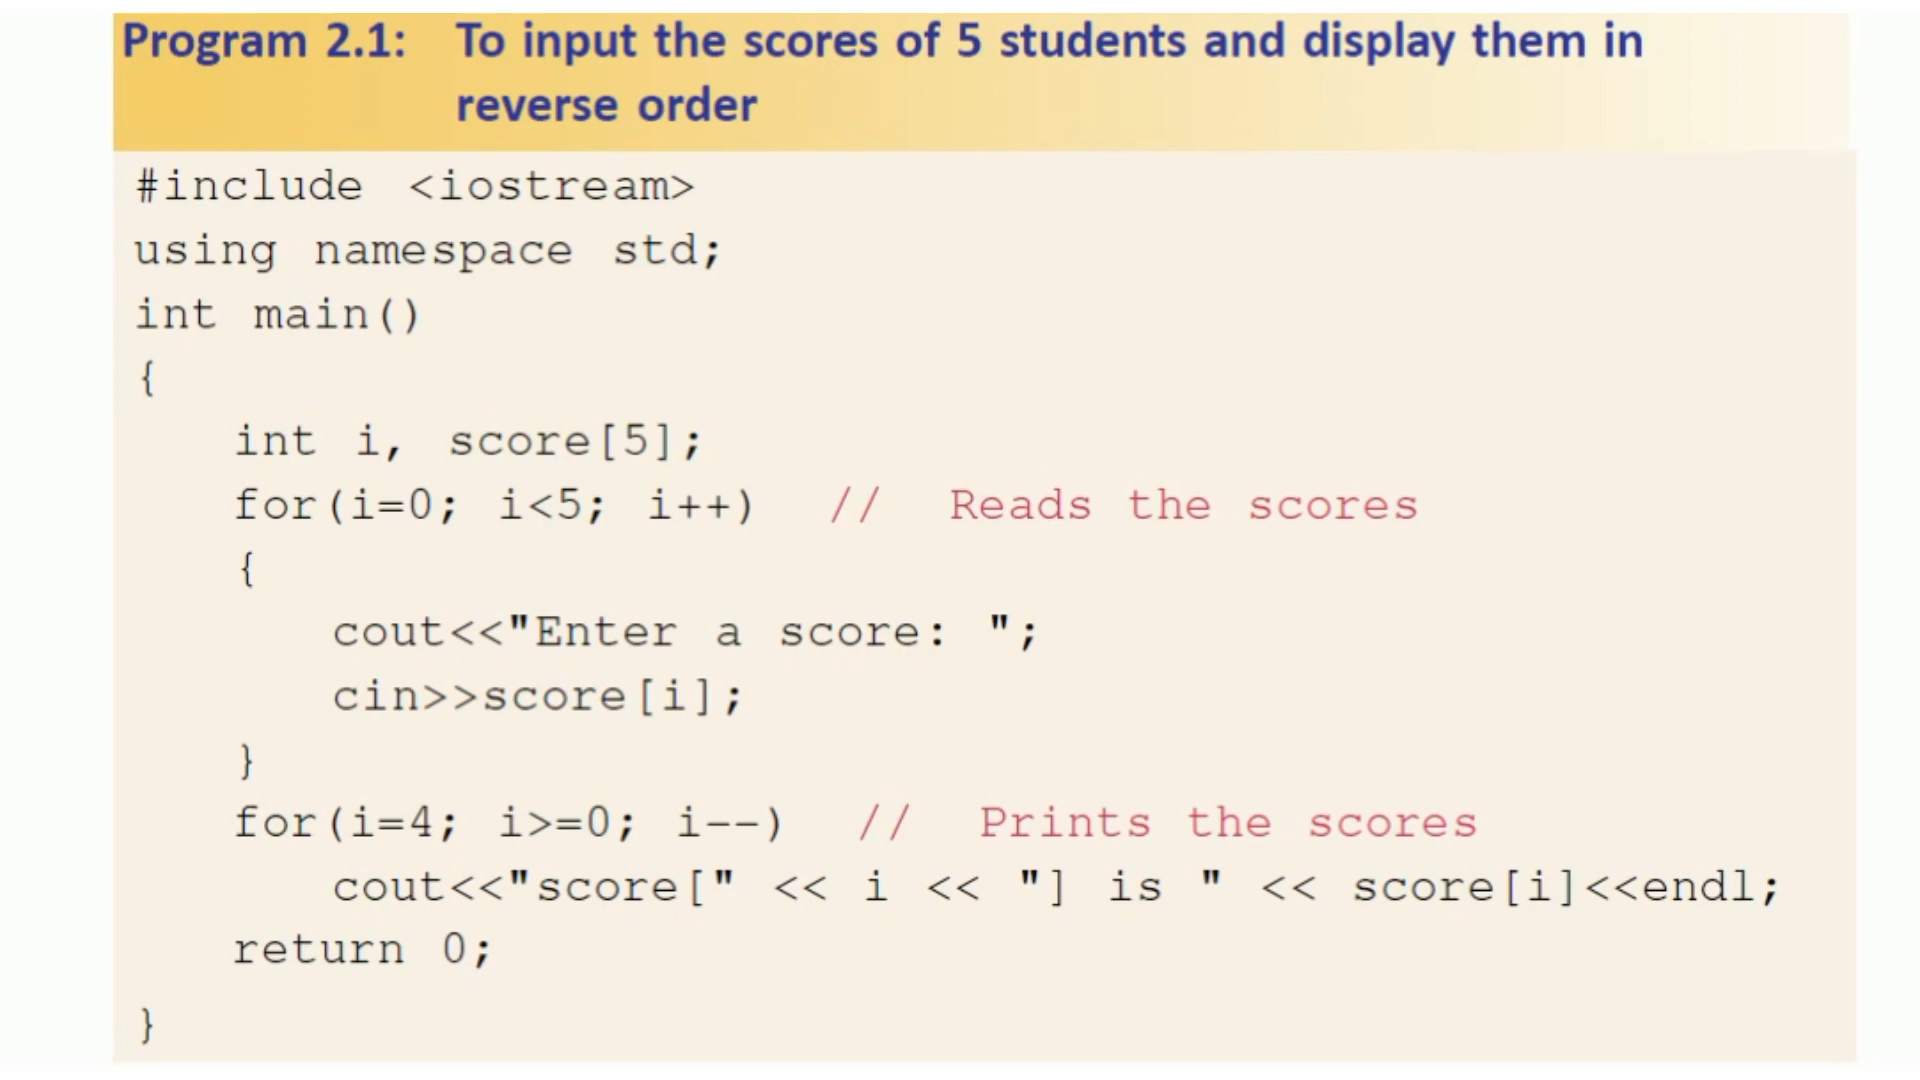 Program 2.1: To input the scores of 5 students and display them in
reverse order
#include <iostream>
using namespace std;
int main()
{
int i, score[5];
for(i=0; i<5; i++) // Reads the scores
{
cout<<"Enter a score: ";
cin>>score[i];
}
for(i=4; i>=0; i--) // Prints the scores
cout<<"score[" << i << "] is " << score[i]<<endl;
return 0;
}